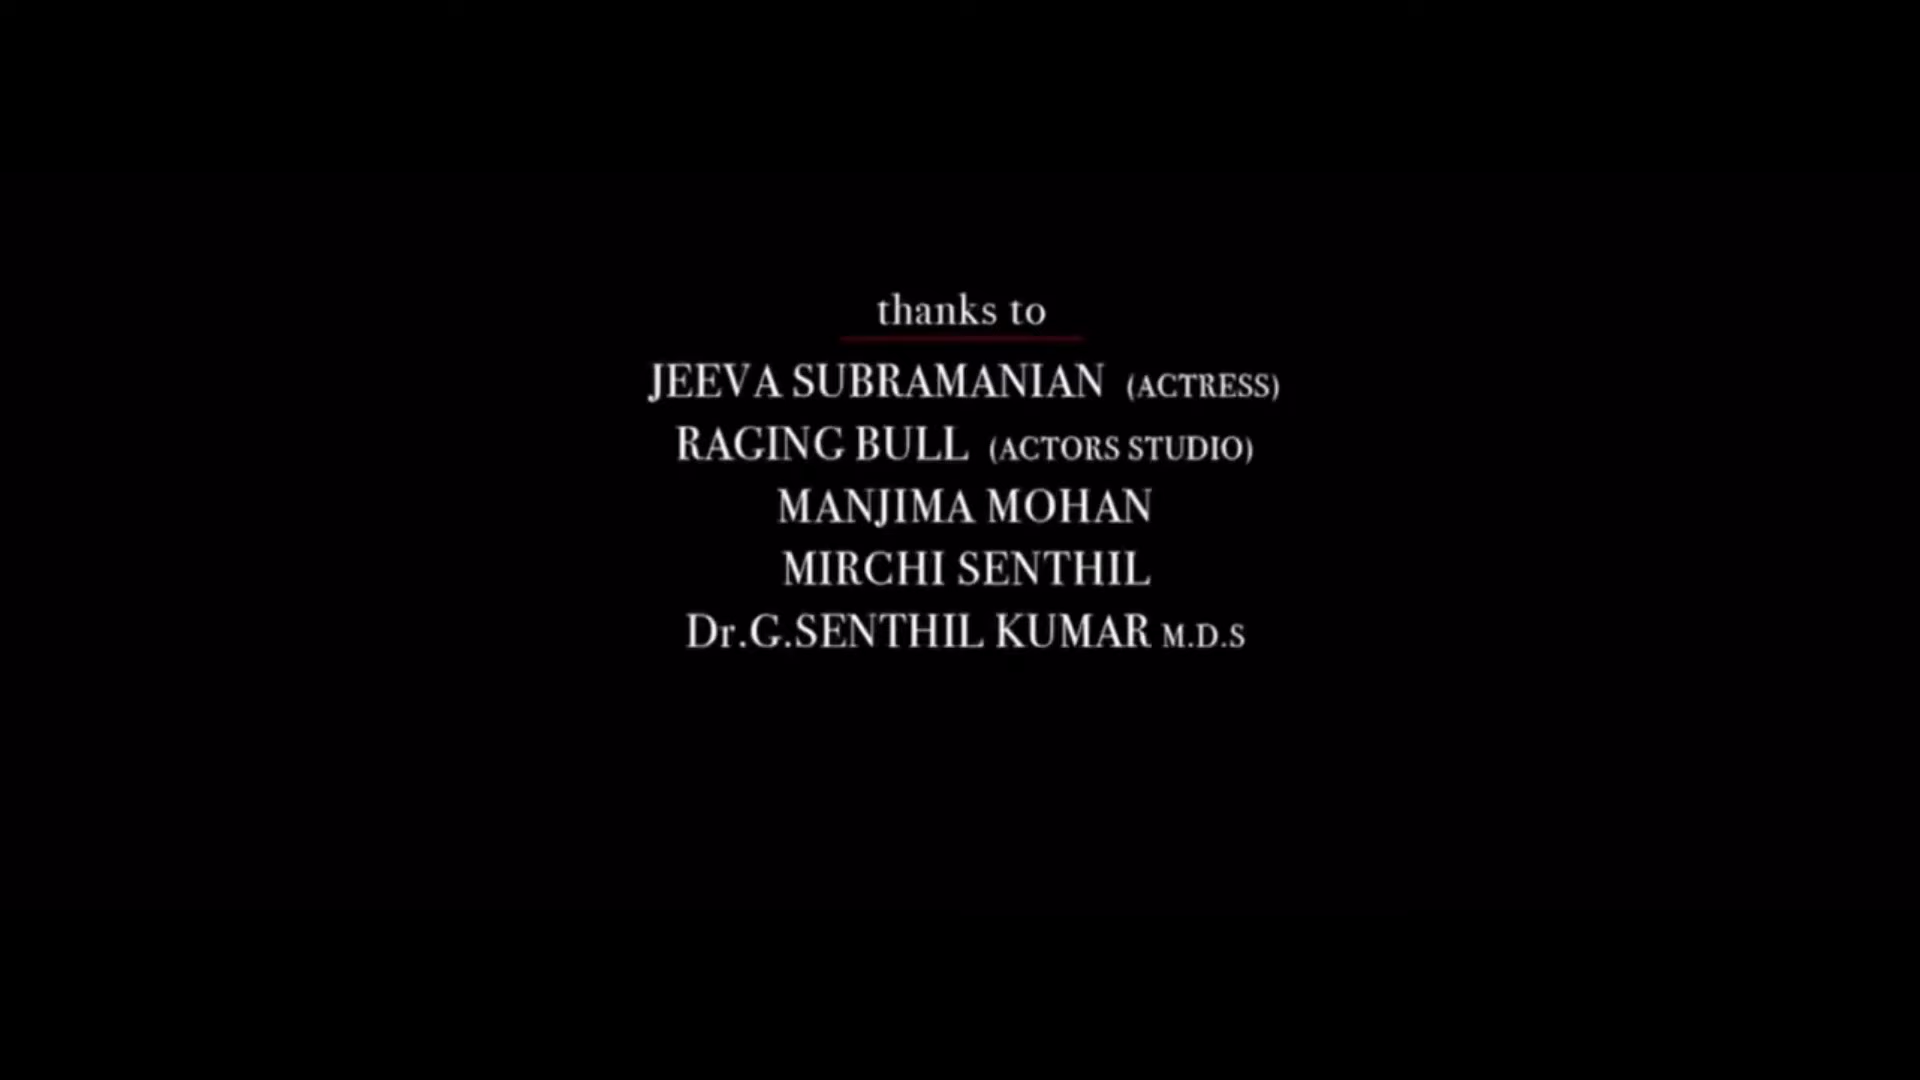 thanks to
JEEVA SUBRAMANIAN (ACTRESS)
RAGING BULL (ACTORS STUDIO)
MANJIMA MOHAN
MIRCHI SENTHIL
Dr.G.SENTHIL KUMAR M.D.S